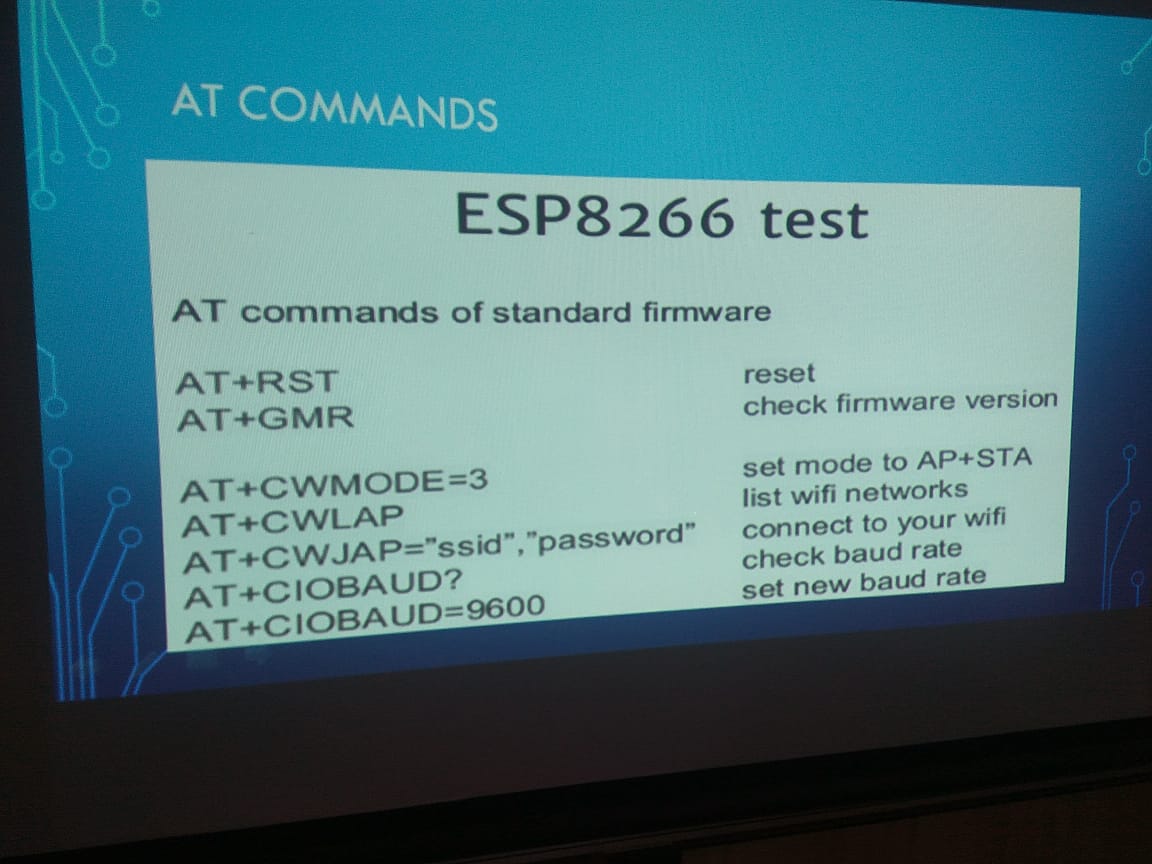 AT COMMANDS
ESP8266 test
AT commands of standard firmware
AT+RST reset
AT+GMR check firmware version
AT+CWMODE=3 set mode to AP+STA
AT+CWLAP list wifi networks
AT+CWJAP=”ssid”,”password” connect to your wifi
AT+CIOBAUD? check baud rate
AT+CIOBAUD=9600 set new baud rate